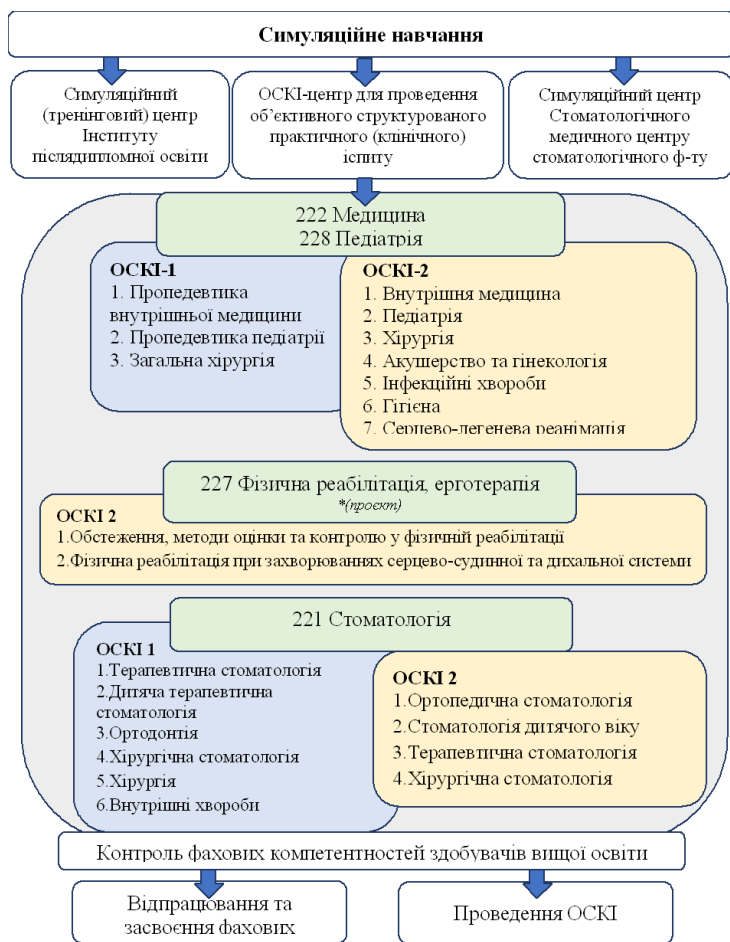 Симуляційне навчання
Симуляційний
(тренінговий) центр
Інституту
післядипломної освіти
ОСКІ-центр для проведення
об’єктивного структурованого
практичного (клінічного)
іспиту
Симуляційний центр
Стоматологічного
медичного центру
стоматологічного ф-ту
222 Медицина
228 Педіатрія
ОСКІ-1
1. Пропедевтика
внутрішньої медицини
2. Пропедевтика педіатрії
3. Загальна хірургія
ОСКІ-2
1. Внутрішня медицина
2. Педіатрія
3. Хірургія
4. Акушерство та гінекологія
5. Інфекційні хвороби
6. Гігієна
7. Серцево-легенева реанімація
227 Фізична реабілітація, ерготерапія
*(проєкт)
ОСКІ 2
1.Обстеження, методи оцінки та контролю у фізичній реабілітації
2.Фізична реабілітація при захворюваннях серцево-судинної та дихальної системи
221 Стоматологія
ОСКІ 1
1.Терапевтична стоматологія
2.Дитяча терапевтична
стоматологія
3.Ортодонтія
4.Хірургічна стоматологія
5.Хірургія
6.Внутрішні хвороби
ОСКІ 2
1.Ортопедична стоматологія
2.Стоматологія дитячого віку
3.Терапевтична стоматологія
4.Хірургічна стоматологія
Контроль фахових компетентностей здобувачів вищої освіти
Відпрацювання та
засвоєння фахових
Проведення ОСКІ